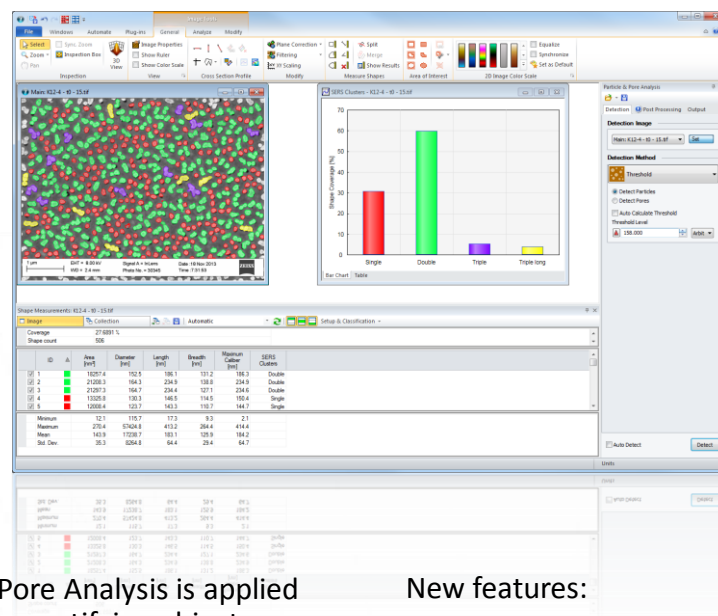 Image Tools
File Windows Automate Plug-ins General Analyze Modify
Select Sync. Zoom Image Properties Plane Correction Split Equalize
Zoom Inspection Box Show Ruler Filtering Merge Synchronize
Pan 3D View Show Color Scale XY Scaling Show Results Set as Default
Inspection View Cross Section Profile Modify Measure Shapes Area of Interest 2D Image Color Scale
Main: K12-4 - t0 - 15.tif
1 µm EHT = 8.00 kV Signal A = InLens Date :18 Nov 2013 ZEISS
WD = 2.4 mm Photo No. = 20345 Time :7:31:53
SERS Clusters - K12-4 - t0 - 15.tif
Shape Coverage [%]
70
60
50
40
30
20
10
0
Single Double Triple Triple long
Bar Chart Table
Particle & Pore Analysis
Detection Post Processing Output
Detection Image
Main: K12-4 - t0 - 15.tif Set
Detection Method
Threshold
Detect Particles
Detect Pores
Auto Calculate Threshold
Threshold Level
158.000 Arbit
Auto Detect Detect
Units
Shape Measurements: K12-4 - t0 - 15.tif
Image Collection Automatic Setup & Classification
Coverage 27.6891 %
Shape count 506
ID Area [nm²] Diameter [nm] Length [nm] Breadth [nm] Maximum Caliber [nm] SERS Clusters
1 18257.4 152.5 186.1 131.2 186.3 Double
2 21208.3 164.3 234.9 138.8 234.9 Double
3 21297.3 164.7 234.4 127.1 234.6 Double
4 13325.8 130.3 146.5 114.5 150.4 Single
5 12008.4 123.7 143.3 110.7 144.7 Single
Minimum 12.1 115.7 17.3 9.3 2.1
Maximum 270.4 57424.8 413.2 264.4 414.4
Mean 143.9 17238.7 183.1 125.9 184.2
Std. Dev. 35.3 8264.8 64.4 29.4 64.7
Pore Analysis is applied
New features: